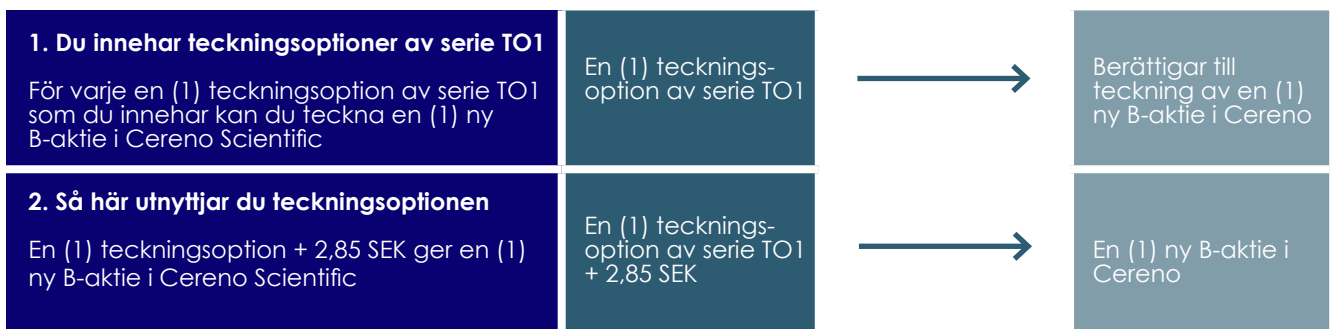 1. Du innehar teckningsoptioner av serie TO1
För varje en (1) teckningsoption av serie TO1
som du innehar kan du teckna en (1) ny
B-aktie i Cereno Scientific
En (1) tecknings-
option av serie TO1
Berättigar till
teckning av en (1)
ny B-aktie i Cereno
2. Så här utnyttjar du teckningsoptionen
En (1) teckningsoption + 2,85 SEK ger en (1)
ny B-aktie i Cereno Scientific
En (1) tecknings-
option av serie TO1
+ 2,85 SEK
En (1) ny B-aktie i
Cereno